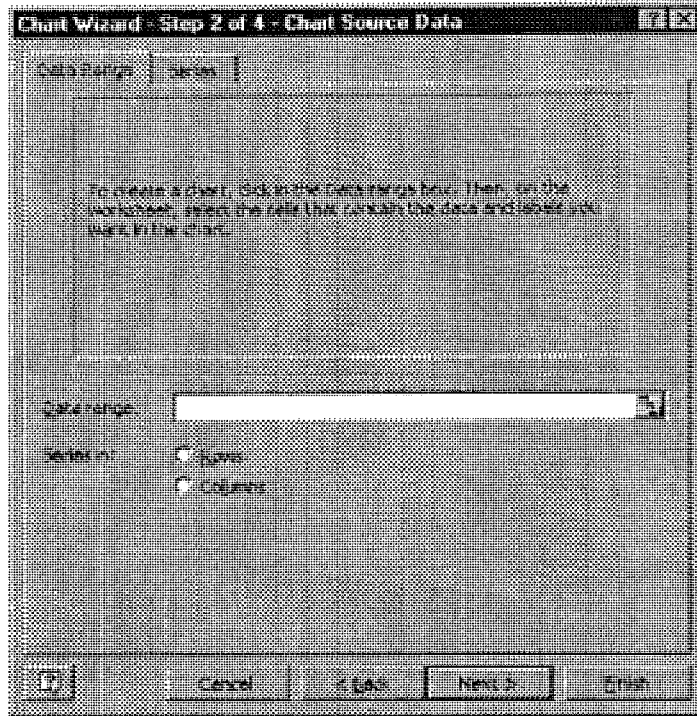 Chart Wizard - Step 2 of 4 - Chart Source Data
Data Range Series
To create a chart, click in the Data range box. Then, on the
worksheet, select the cells that contain the data and labels you
want in the chart.
Data range:
Series in: Rows
Columns
Cancel < Back Next > Finish